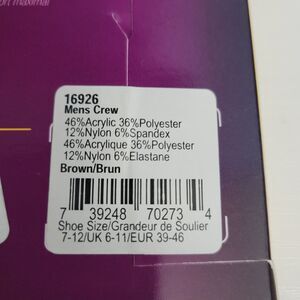 maximal
16926
Mens Crew
46%Acrylic 36%Polyester
12%Nylon 6%Spandex
46%Acrylique 36%Polyester
12%Nylon 6%Elastane
Brown/Brun
7 39248 70273 4
Shoe Size/Grandeur de Soulier
7-12/UK 6-11/EUR 39-46